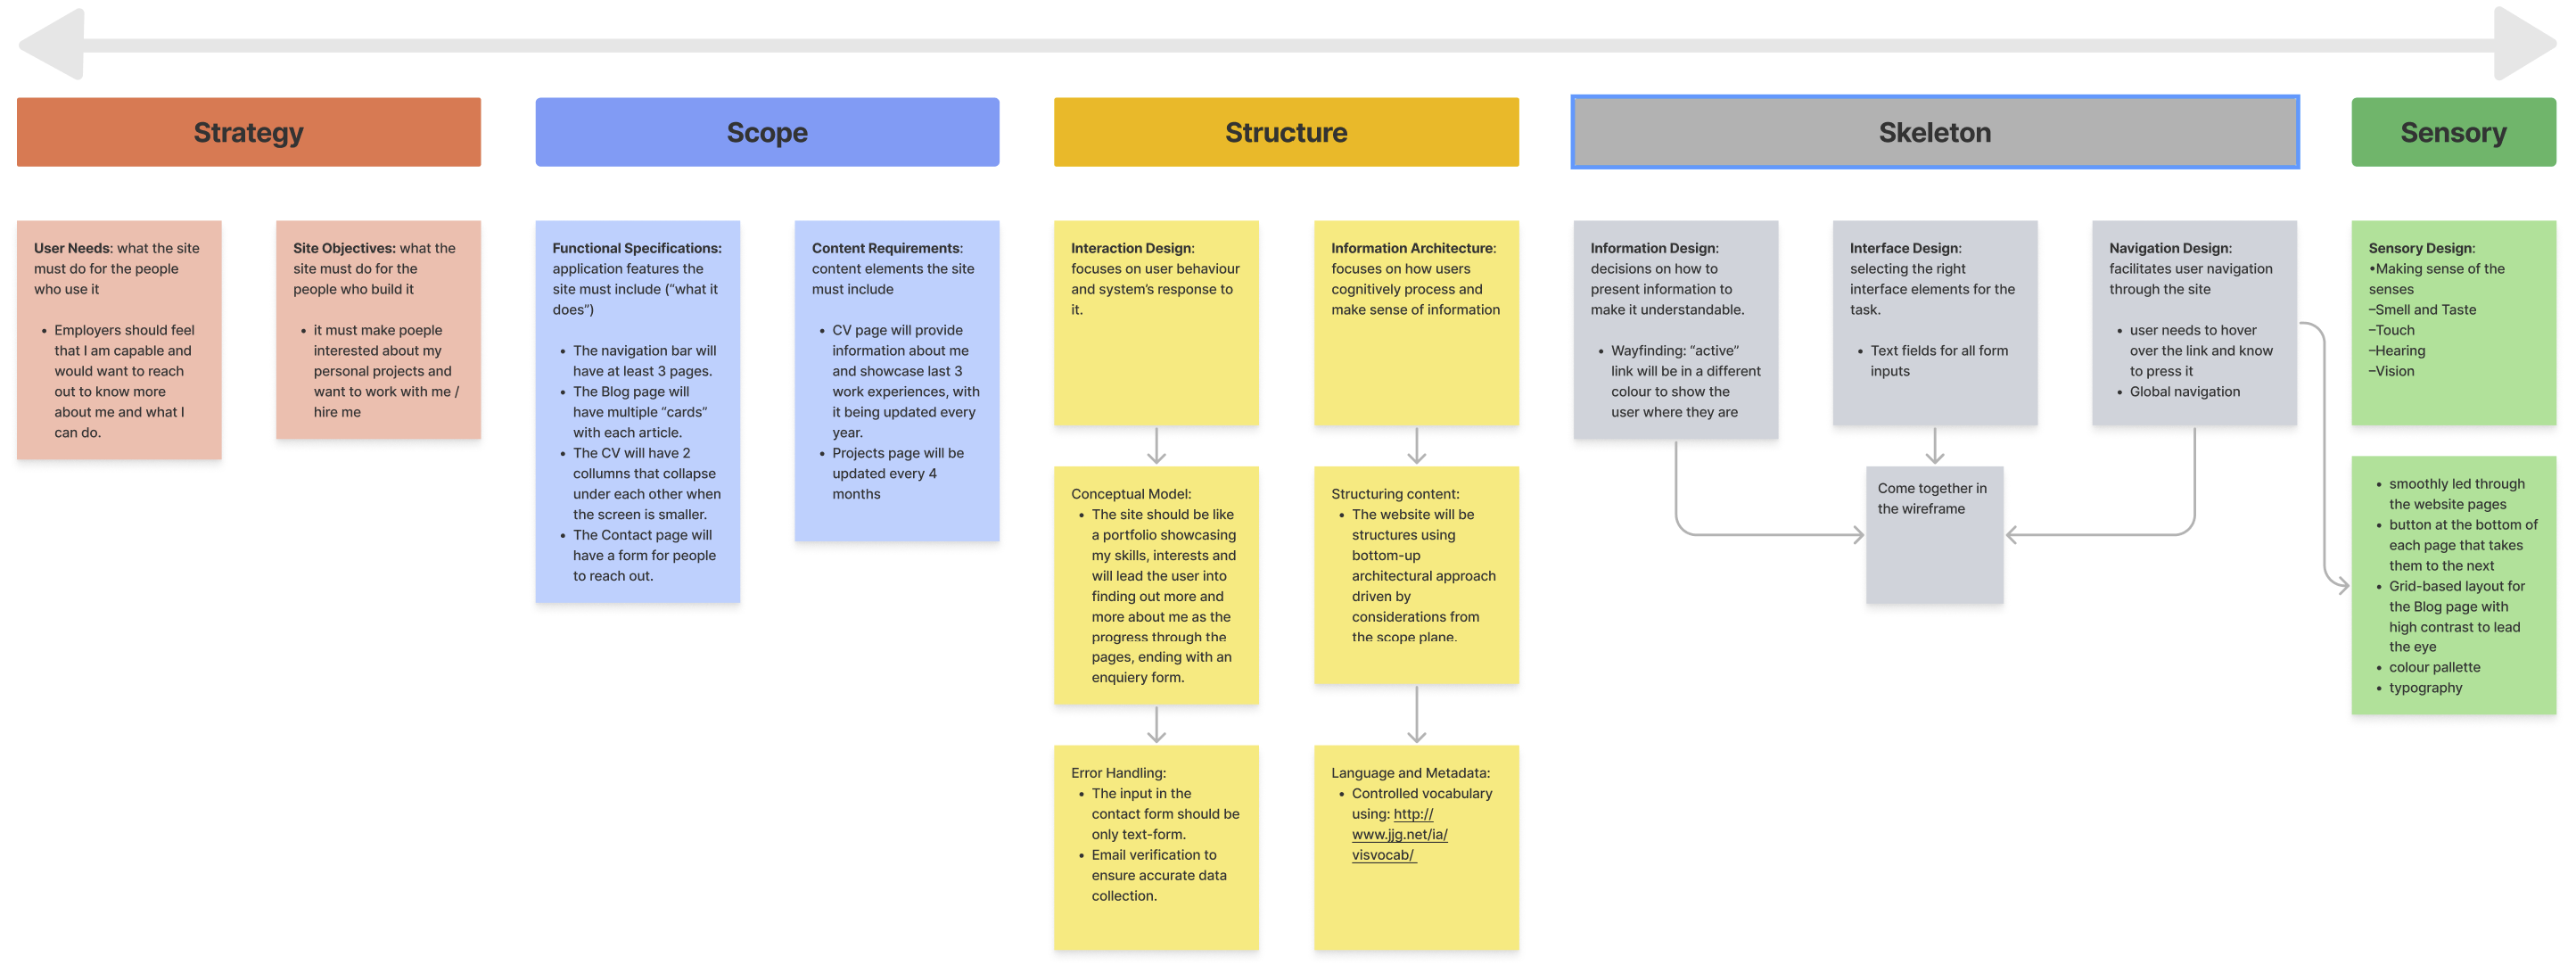 Strategy
Scope
Structure
Skeleton
Sensory
User Needs: what the site
must do for the people
who use it
• Employers should feel
that I am capable and
would want to reach
out to know more
about me and what I
can do.
Site Objectives: what the
site must do for the
people who build it
• it must make poeple
interested about my
personal projects and
want to work with me /
hire me
Functional Specifications:
application features the
site must include (“what it
does”)
• The navigation bar will
have at least 3 pages.
• The Blog page will
have multiple “cards”
with each article.
• The CV will have 2
collumns that collapse
under each other when
the screen is smaller.
• The Contact page will
have a form for people
to reach out.
Content Requirements:
content elements the site
must include
• CV page will provide
information about me
and showcase last 3
work experiences, with
it being updated every
year.
• Projects page will be
updated every 4
months
Interaction Design:
focuses on user behaviour
and system’s response to
it.
Conceptual Model:
• The site should be like
a portfolio showcasing
my skills, interests and
will lead the user into
finding out more and
more about me as the
progress through the
pages, ending with an
enquiery form.
Error Handling:
• The input in the
contact form should be
only text-form.
• Email verification to
ensure accurate data
collection.
Information Architecture:
focuses on how users
cognitively process and
make sense of information
Structuring content:
• The website will be
structures using
bottom-up
architectural approach
driven by
considerations from
the scope plane.
Language and Metadata:
• Controlled vocabulary
using: http://
www.jjg.net/ia/
visvocab/
Information Design:
decisions on how to
present information to
make it understandable.
• Wayfinding: “active”
link will be in a different
colour to show the
user where they are
Interface Design:
selecting the right
interface elements for the
task.
• Text fields for all form
inputs
Navigation Design:
facilitates user navigation
through the site
• user needs to hover
over the link and know
to press it
• Global navigation
Come together in
the wireframe
Sensory Design:
•Making sense of the
senses
–Smell and Taste
–Touch
–Hearing
–Vision
• smoothly led through
the website pages
• button at the bottom of
each page that takes
them to the next
• Grid-based layout for
the Blog page with
high contrast to lead
the eye
• colour pallette
• typography